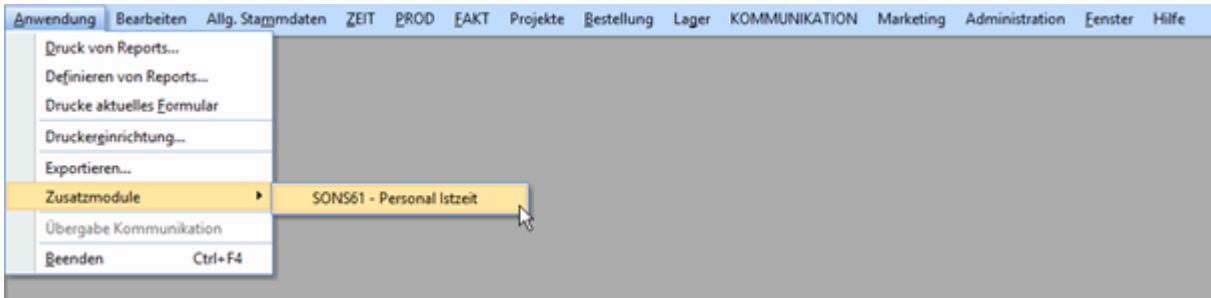 Anwendung Bearbeiten Allg. Stammdaten ZEIT PROD FAKT Projekte Bestellung Lager KOMMUNIKATION Marketing Administration Fenster Hilfe
Druck von Reports...
Definieren von Reports...
Drucke aktuelles Formular
Druckereinrichtung...
Exportieren...
Zusatzmodule SONS61 - Personal Istzeit
Übergabe Kommunikation
Beenden Ctrl+F4